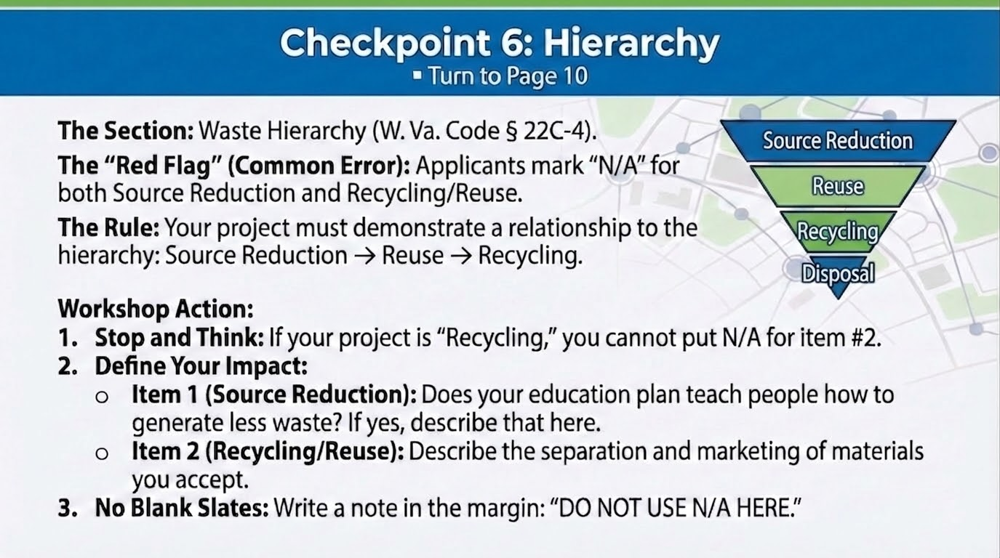 Checkpoint 6: Hierarchy
▪ Turn to Page 10
The Section: Waste Hierarchy (W. Va. Code § 22C-4).
The “Red Flag” (Common Error): Applicants mark “N/A” for
both Source Reduction and Recycling/Reuse.
The Rule: Your project must demonstrate a relationship to the
hierarchy: Source Reduction → Reuse → Recycling.
Source Reduction
Reuse
Recycling
Disposal
Workshop Action:
1. Stop and Think: If your project is “Recycling,” you cannot put N/A for item #2.
2. Define Your Impact:
o Item 1 (Source Reduction): Does your education plan teach people how to
generate less waste? If yes, describe that here.
o Item 2 (Recycling/Reuse): Describe the separation and marketing of materials
you accept.
3. No Blank Slates: Write a note in the margin: “DO NOT USE N/A HERE.”